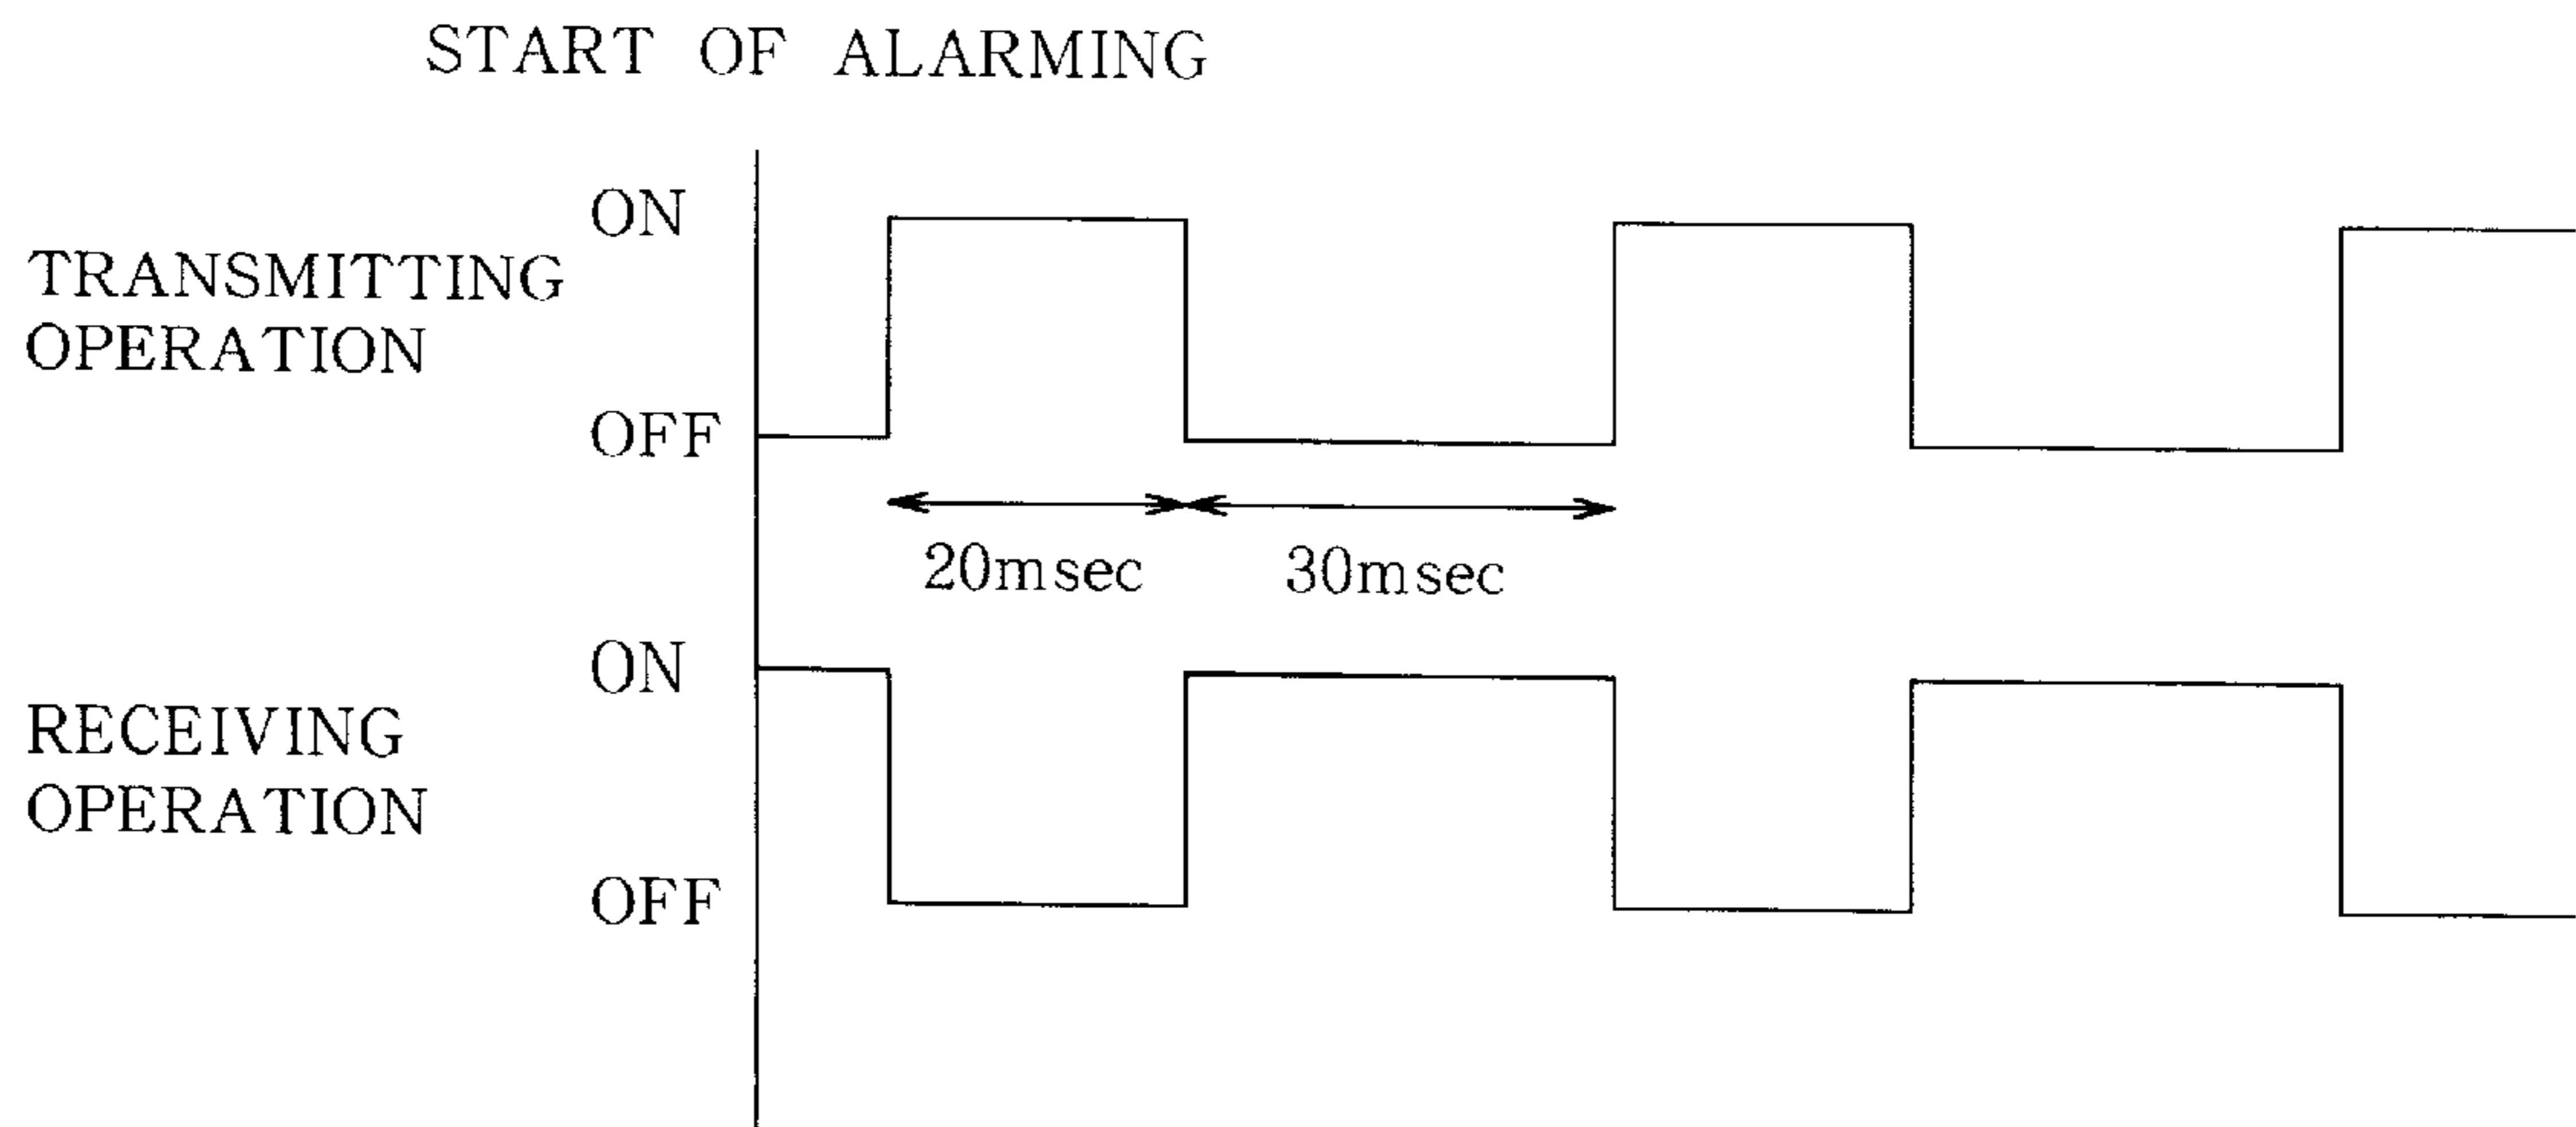 START OF ALARMING
ON
TRANSMITTING
OPERATION
OFF
20msec
30msec
ON
RECEIVING
OPERATION
OFF